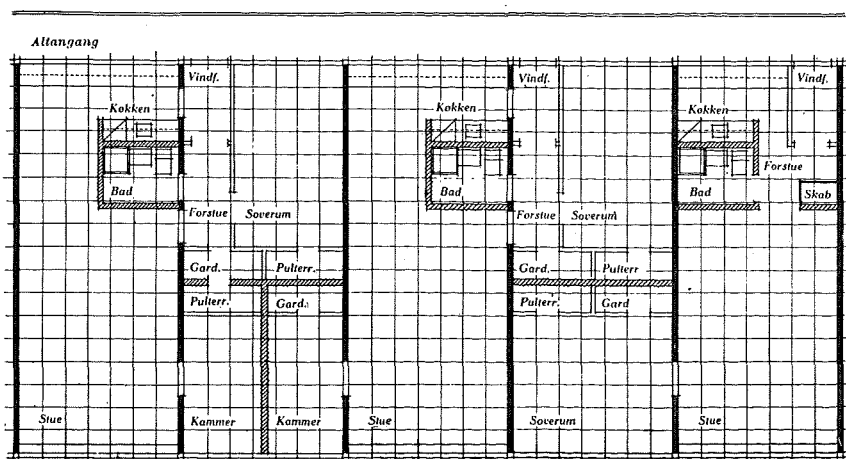 Altangang
Vindf. Vindf. Vindf.
Køkken Køkken Køkken
Forstue
Bad Bad Bad Skab
Forstue Soverum Forstue Soverum
Gard. Pulterr. Gard. Pulterr
Pulterr. Gard. Pulterr. Gard
Stue Kammer Kammer Stue Soverum Stue